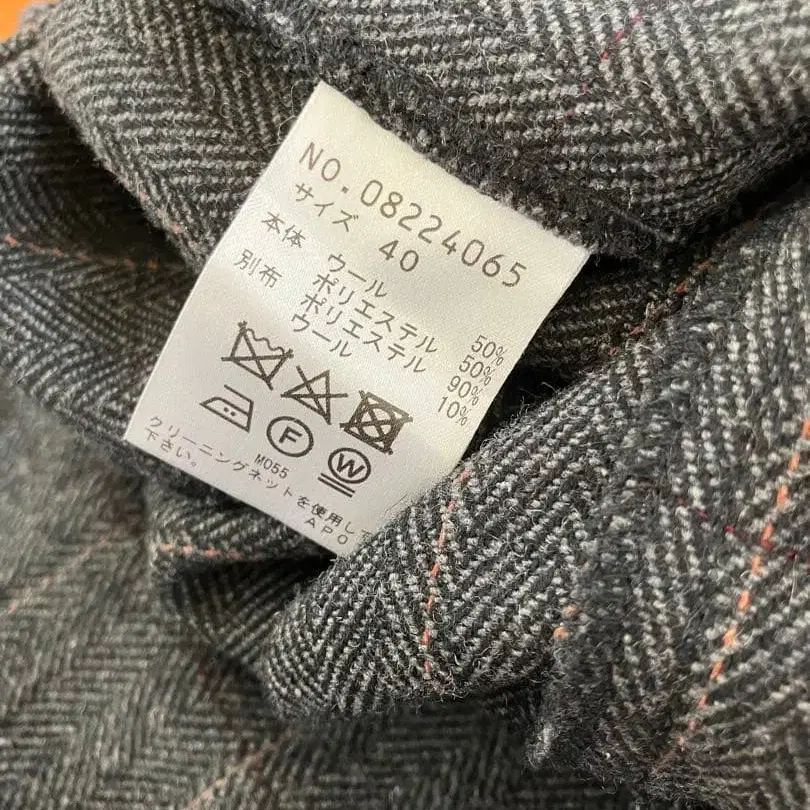 NO.08224065
サイズ 40
本体 ウール 50%
ポリエステル 50%
別布 ポリエステル 90%
ウール 10%
F W
M055
クリーニングネットを使用して
下さい。
APO